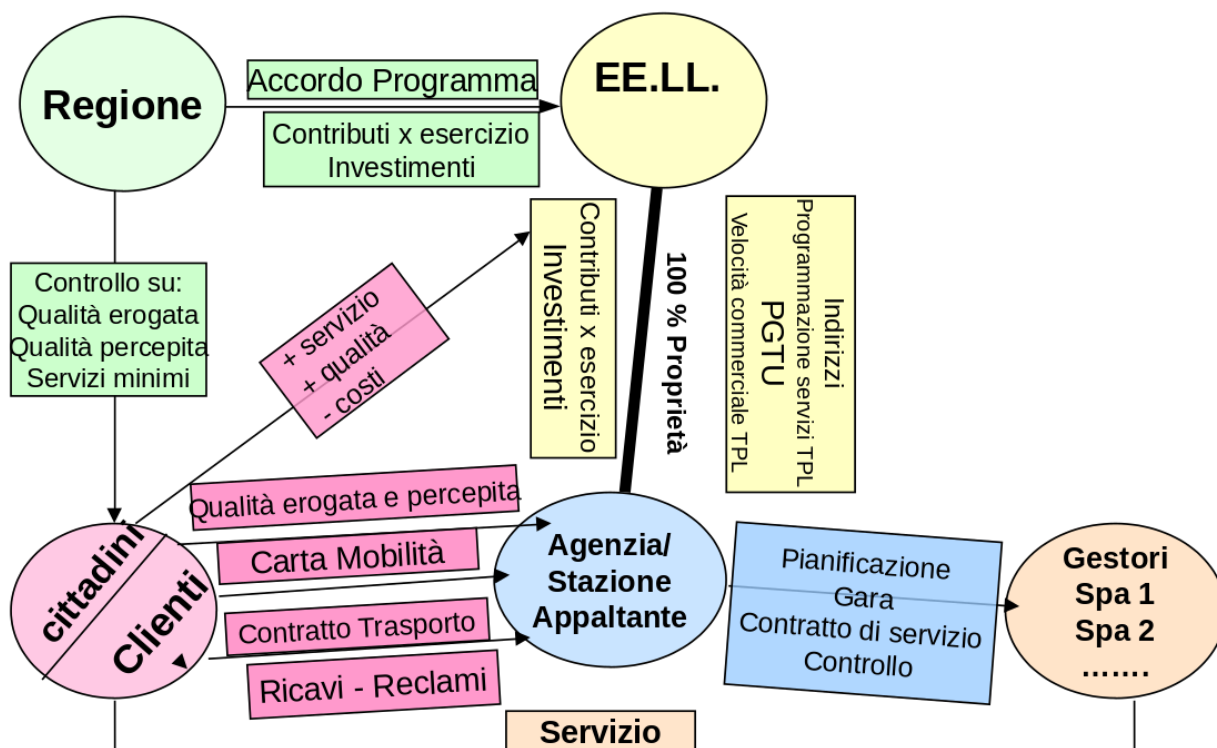 Regione
Accordo Programma
Contributi x esercizio
Investimenti
EE.LL.
Controllo su:
Qualità erogata
Qualità percepita
Servizi minimi
+ servizio
+ qualità
- costi
Contributi x esercizio
Investimenti
100 % Proprietà
Indirizzi
Programmazione servizi TPL
PGTU
Velocità commerciale TPL
cittadini
Clienti
Qualità erogata e percepita
Carta Mobilità
Contratto Trasporto
Ricavi - Reclami
Agenzia/
Stazione
Appaltante
Pianificazione
Gara
Contratto di servizio
Controllo
Gestori
Spa 1
Spa 2
.......
Servizio